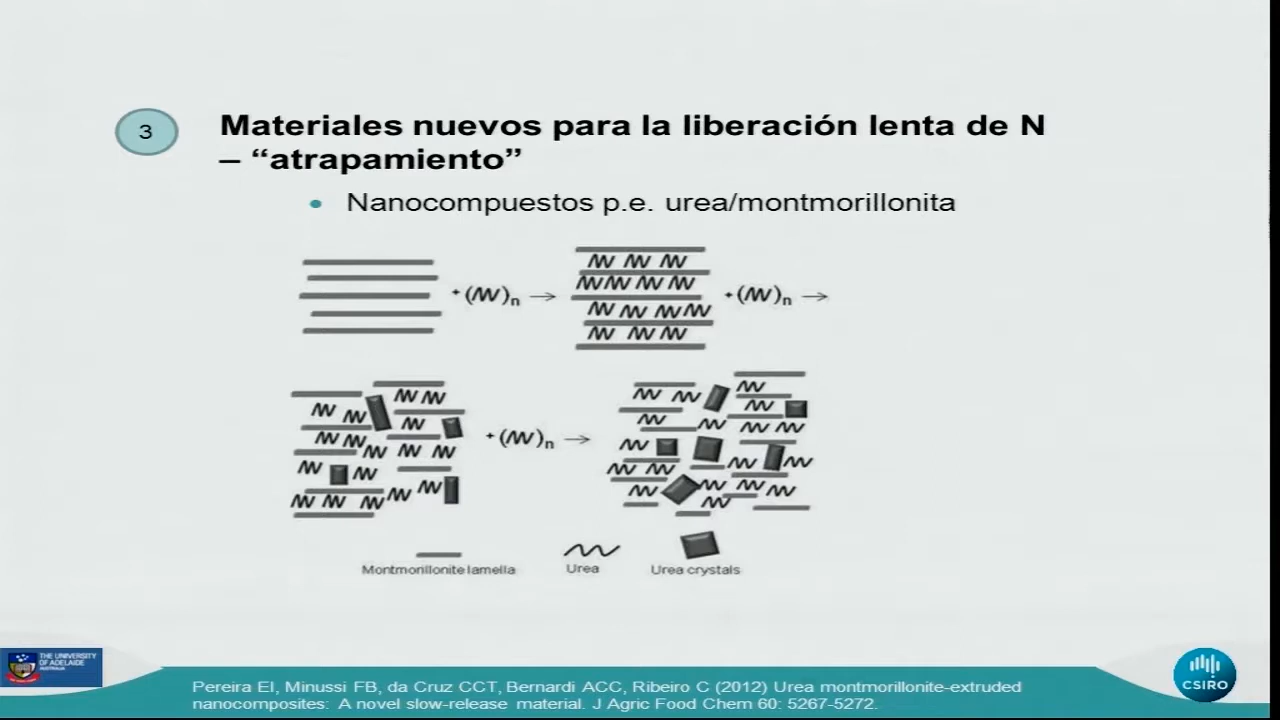 3
Materiales nuevos para la liberación lenta de N
– “atrapamiento”
• Nanocompuestos p.e. urea/montmorillonita
+ ( )n →
+ ( )n →
+ ( )n →
Montmorillonite lamella
Urea
Urea crystals
THE UNIVERSITY
OF ADELAIDE
AUSTRALIA
Pereira EI, Minussi FB, da Cruz CCT, Bernardi ACC, Ribeiro C (2012) Urea montmorillonite-extruded
nanocomposites: A novel slow-release material. J Agric Food Chem 60: 5267-5272.
CSIRO